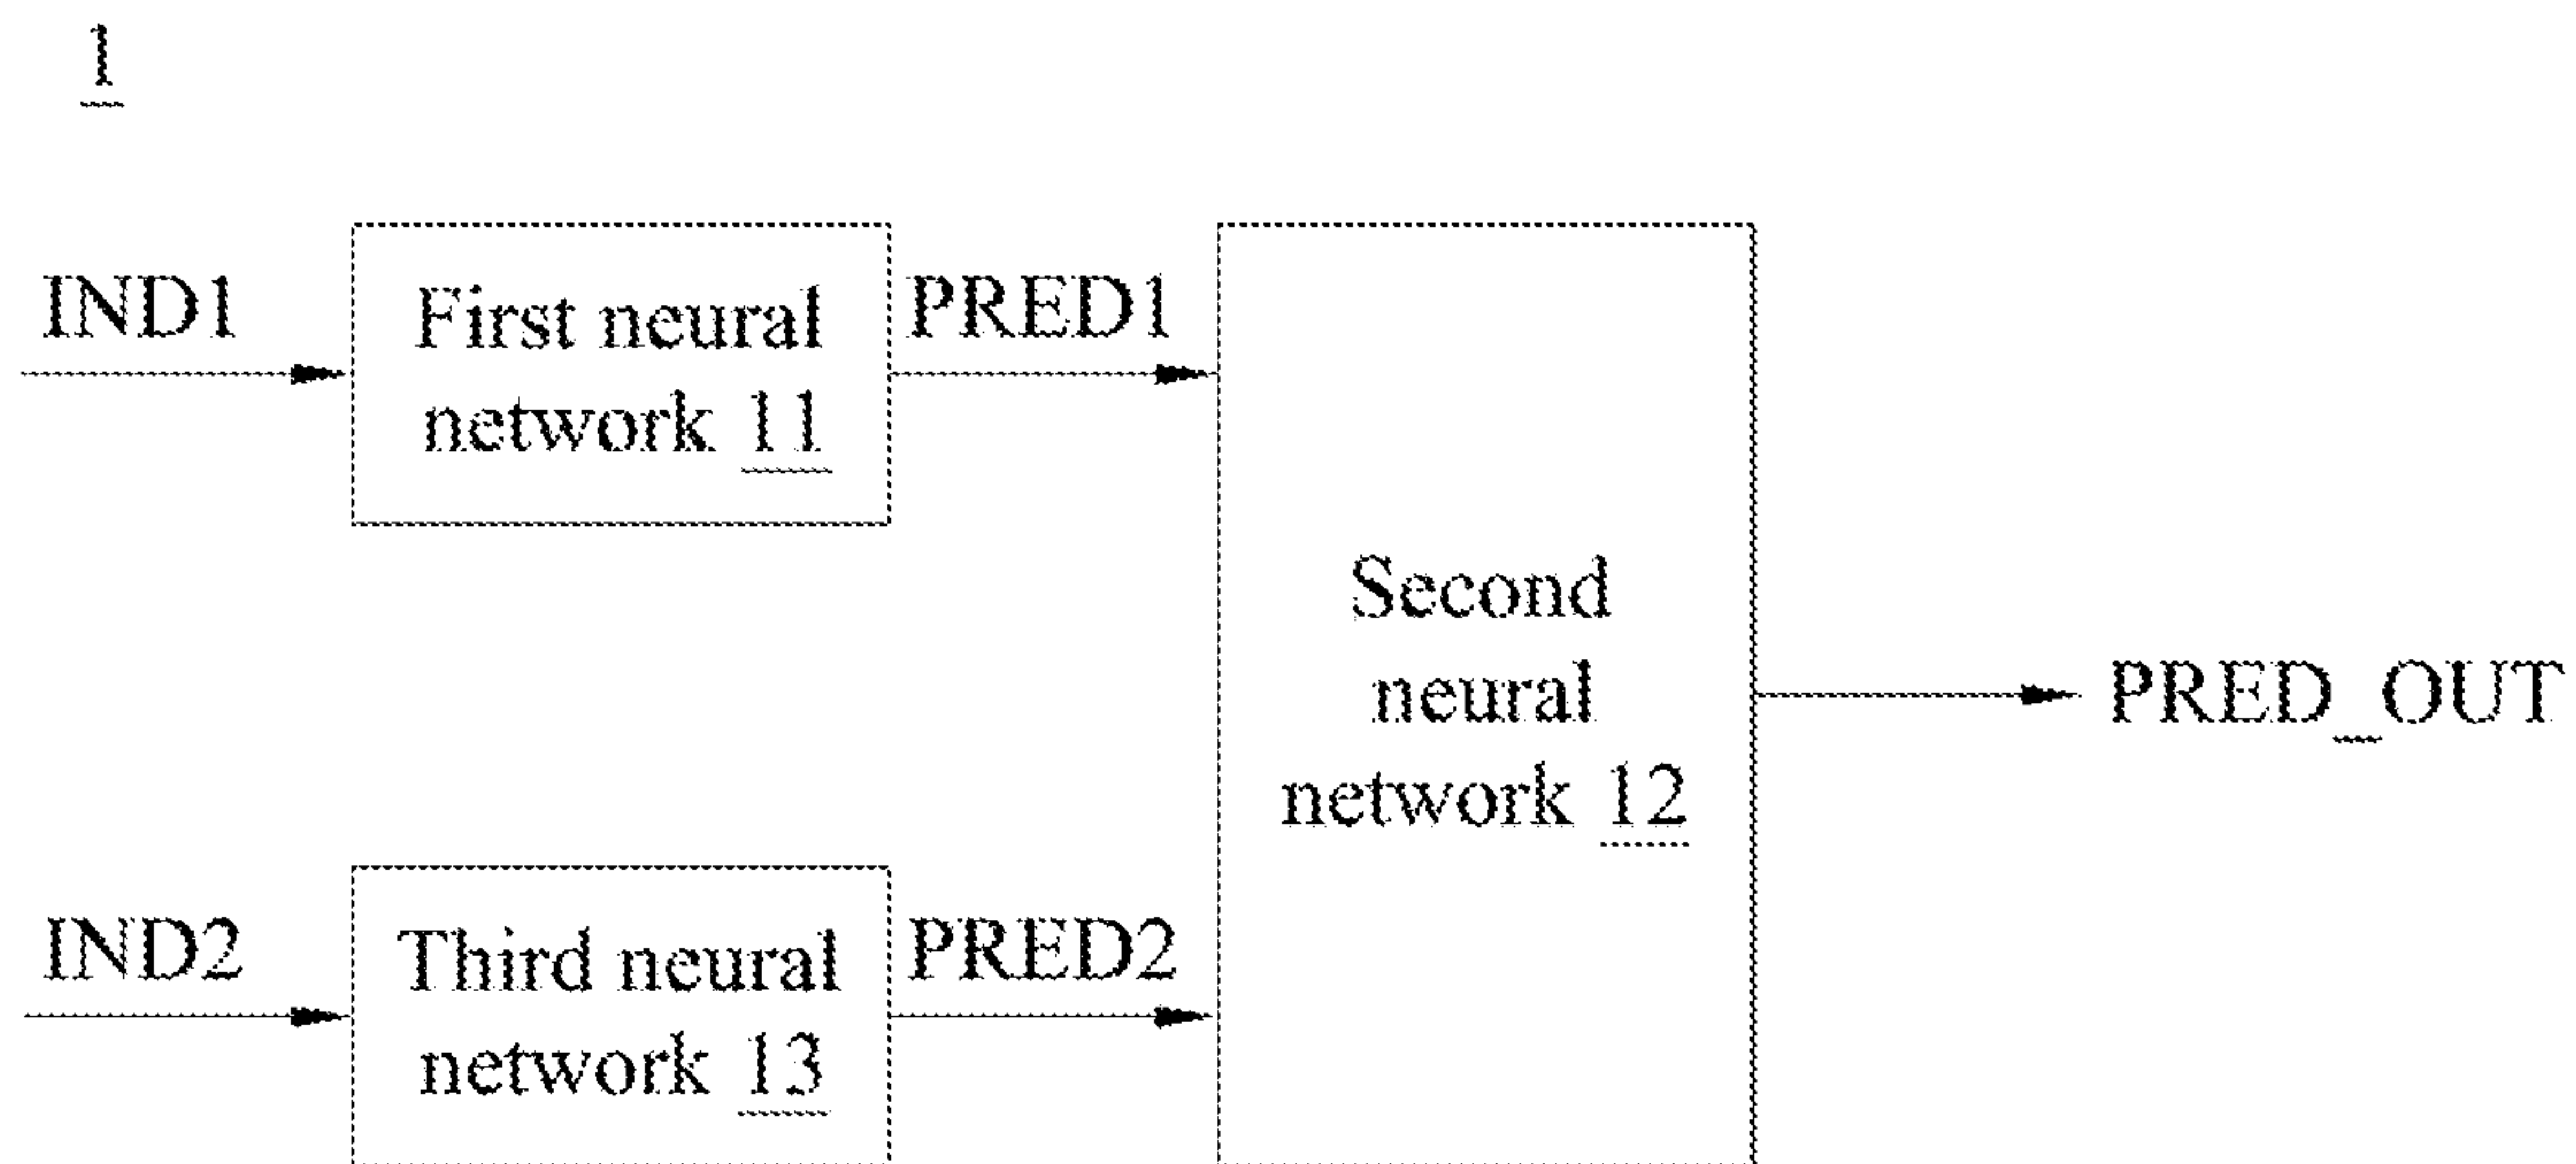 1
IND1
First neural
network 11
PRED1
Second
neural
network 12
PRED_OUT
IND2
Third neural
network 13
PRED2